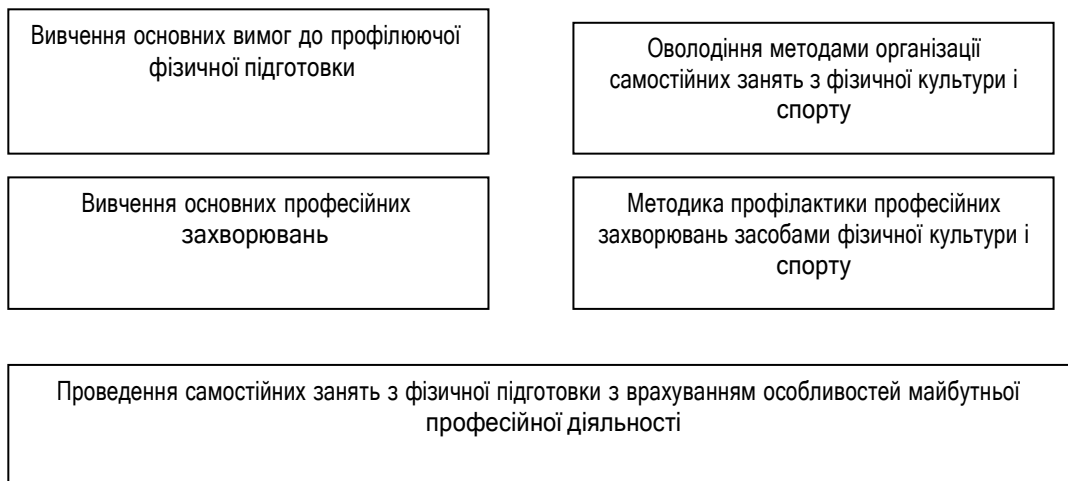 Вивчення основних вимог до профілюючої
фізичної підготовки
Оволодіння методами організації
самостійних занять з фізичної культури і
спорту
Вивчення основних професійних
захворювань
Методика профілактики професійних
захворювань засобами фізичної культури і
спорту
Проведення самостійних занять з фізичної підготовки з врахуванням особливостей майбутньої
професійної діяльності